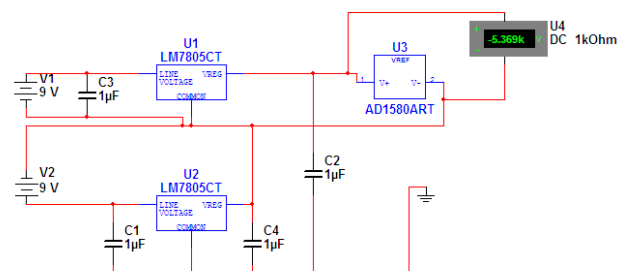 U4
DC 1kOhm
+ -5.369k V
-
U1
LM7805CT
LINE VREG
VOLTAGE
COMMON
U3
VREF
1 V+ V- 2
AD1580ART
V1
9 V
C3
1µF
V2
9 V
U2
LM7805CT
LINE VREG
VOLTAGE
COMMON
C2
1µF
C1
1µF
C4
1µF